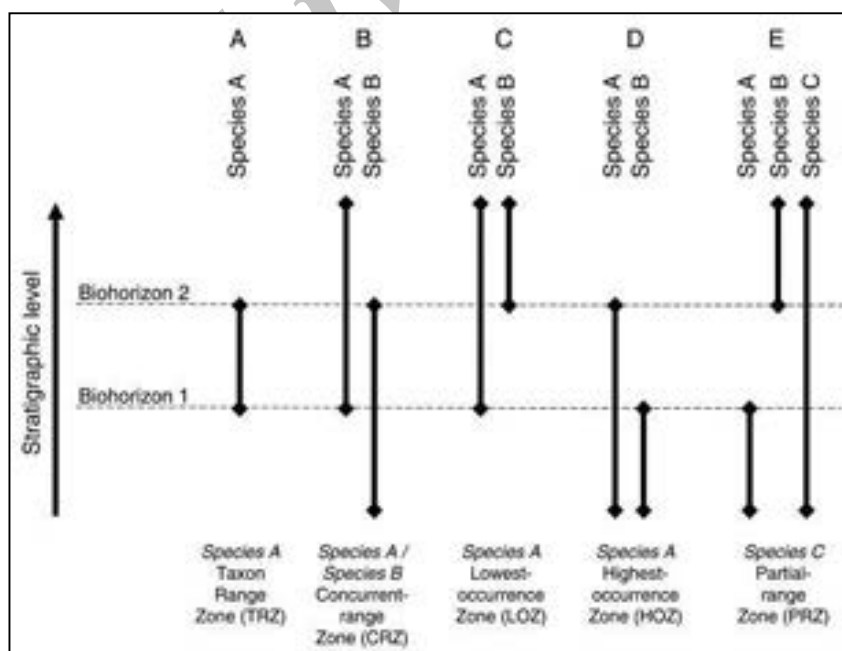 A B C D E
Species A
Species A
Species B
Species A
Species B
Species A
Species B
Species A
Species B
Species C
Stratigraphic level
Biohorizon 2
Biohorizon 1
Species A
Taxon
Range
Zone (TRZ)
Species A /
Species B
Concurrent-
range
Zone (CRZ)
Species A
Lowest-
occurrence
Zone (LOZ)
Species A
Highest-
occurrence
Zone (HOZ)
Species C
Partial-
range
Zone (PRZ)